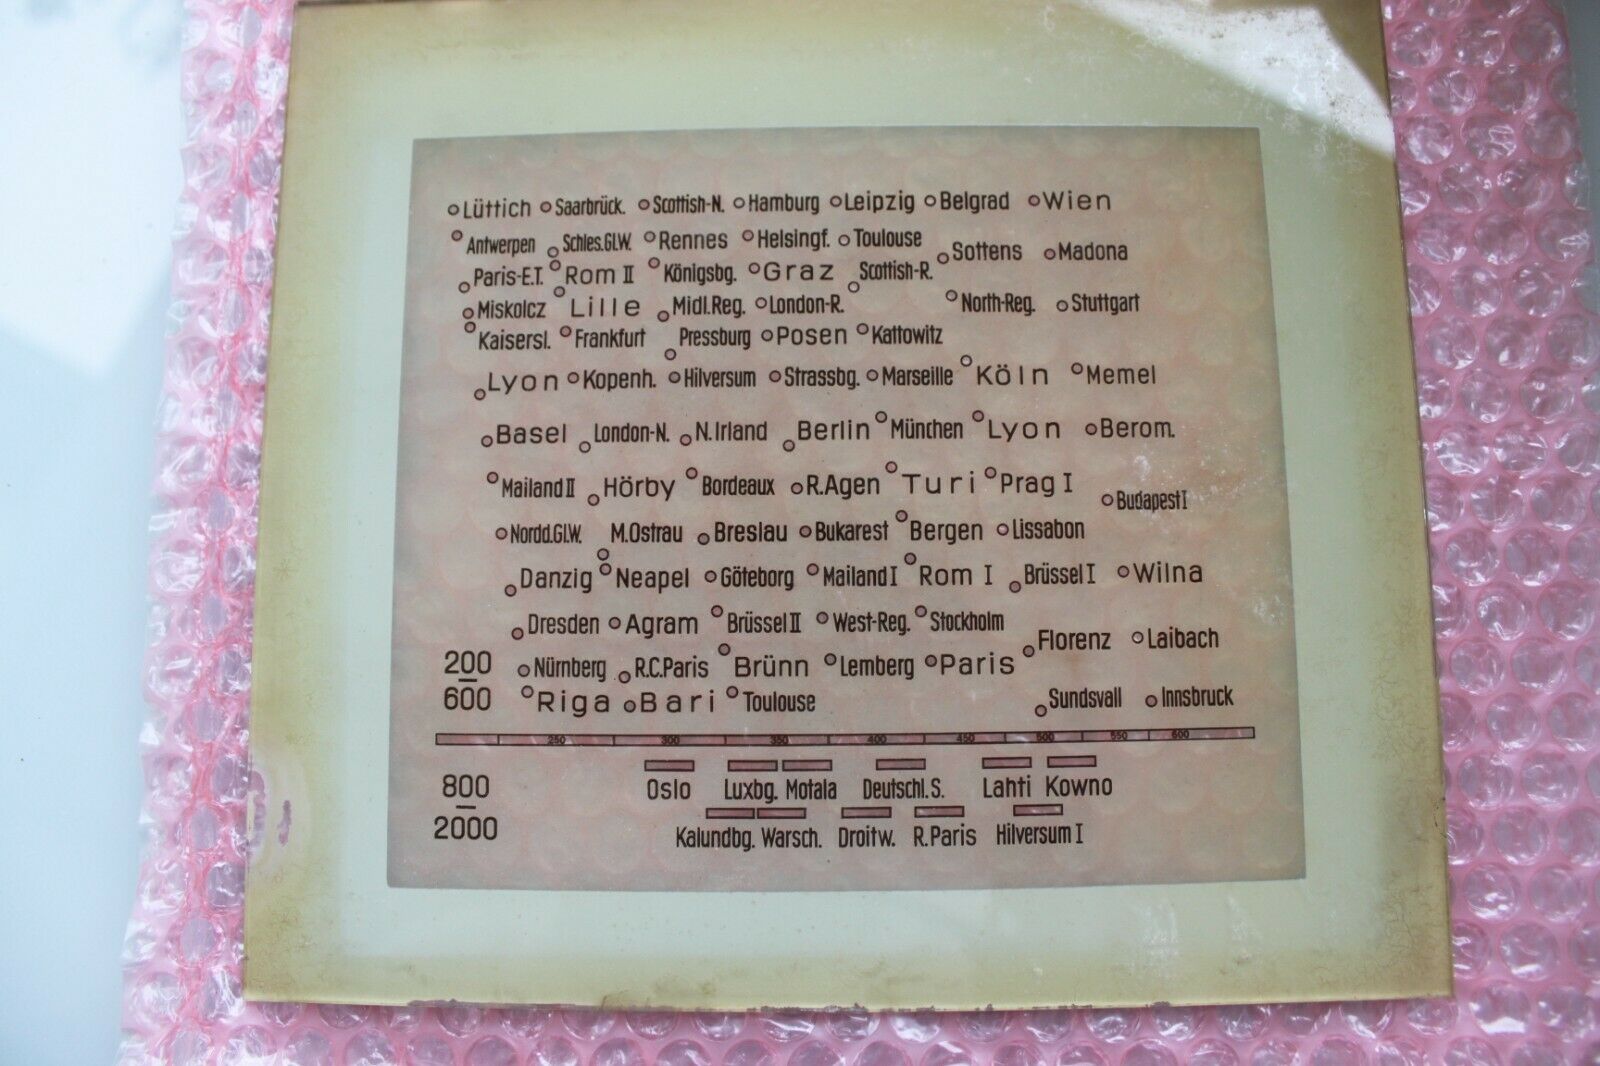 Lüttich Saarbrück. Scottish-N. Hamburg Leipzig Belgrad Wien
Antwerpen Schles.Gl.W. Rennes Helsingf. Toulouse Sottens Madona
Paris-E.T. Rom II Königsbg. Graz Scottish-R.
Miskolcz Lille Midl.Reg. London-R. North-Reg. Stuttgart
Kaisersl. Frankfurt Pressburg Posen Kattowitz
Lyon Kopenh. Hilversum Strassbg. Marseille Köln Memel
Basel London-N. N.Irland Berlin München Lyon Berom.
Mailand II Hörby Bordeaux R.Agen Turi Prag I Budapest I
Nordd.Gl.W. M.Ostrau Breslau Bukarest Bergen Lissabon
Danzig Neapel Göteborg Mailand I Rom I Brüssel I Wilna
Dresden Agram Brüssel II West-Reg. Stockholm Florenz Laibach
200 Nürnberg R.C.Paris Brünn Lemberg Paris
600 Riga Bari Toulouse Sundsvall Innsbruck
250 300 350 400 450 500 550 600
800 Oslo Luxbg. Motala Deutschl.S. Lahti Kowno
2000 Kalundbg. Warsch. Droitw. R.Paris Hilversum I